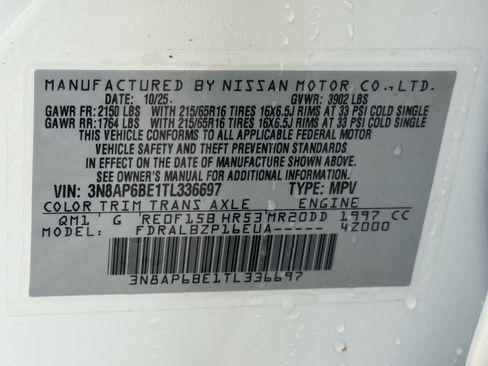 MANUFACTURED BY NISSAN MOTOR CO., LTD.
DATE: 10/25. GVWR: 3902 LBS
GAWR FR: 2150 LBS WITH 215/65R16 TIRES 16X6.5J RIMS AT 33 PSI COLD SINGLE
GAWR RR: 1764 LBS WITH 215/65R16 TIRES 16X6.5J RIMS AT 33 PSI COLD SINGLE
THIS VEHICLE CONFORMS TO ALL APPLICABLE FEDERAL MOTOR
VEHICLE SAFETY AND THEFT PREVENTION STANDARDS
IN EFFECT ON THE DATE OF MANUFACTURE SHOWN ABOVE.
SEE OWNER'S MANUAL FOR ADDITIONAL LOADING INFORMATION
VIN: 3N8AP6BE1TL336697 TYPE: MPV
COLOR TRIM TRANS AXLE ENGINE
QM1 G RE0F15B HR53 MR20DD 1997 CC
MODEL: FDRALBZP16EUA----- 4Z000
3N8AP6BE1TL336697